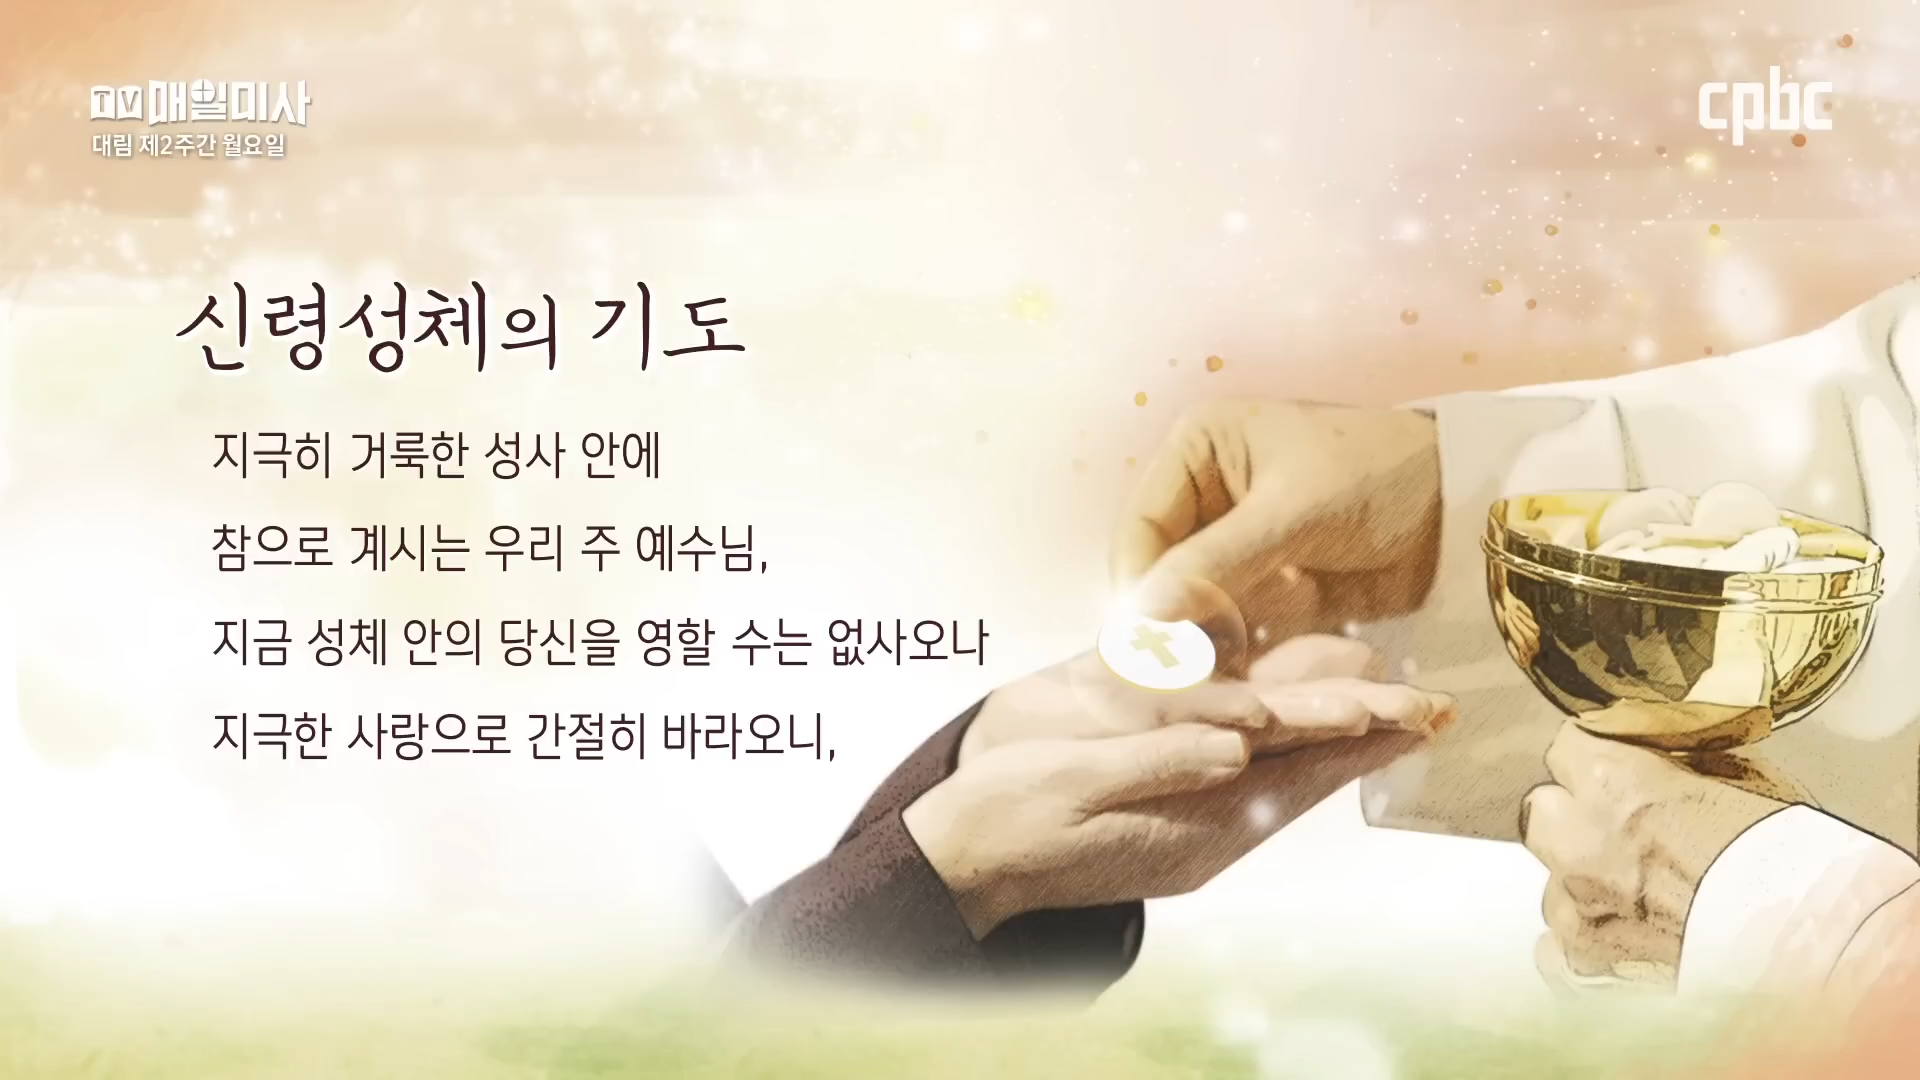 TV매일미사
대림 제2주간 월요일
cpbc
신령성체의 기도
지극히 거룩한 성사 안에
참으로 계시는 우리 주 예수님,
지금 성체 안의 당신을 영할 수는 없사오나
지극한 사랑으로 간절히 바라오니,